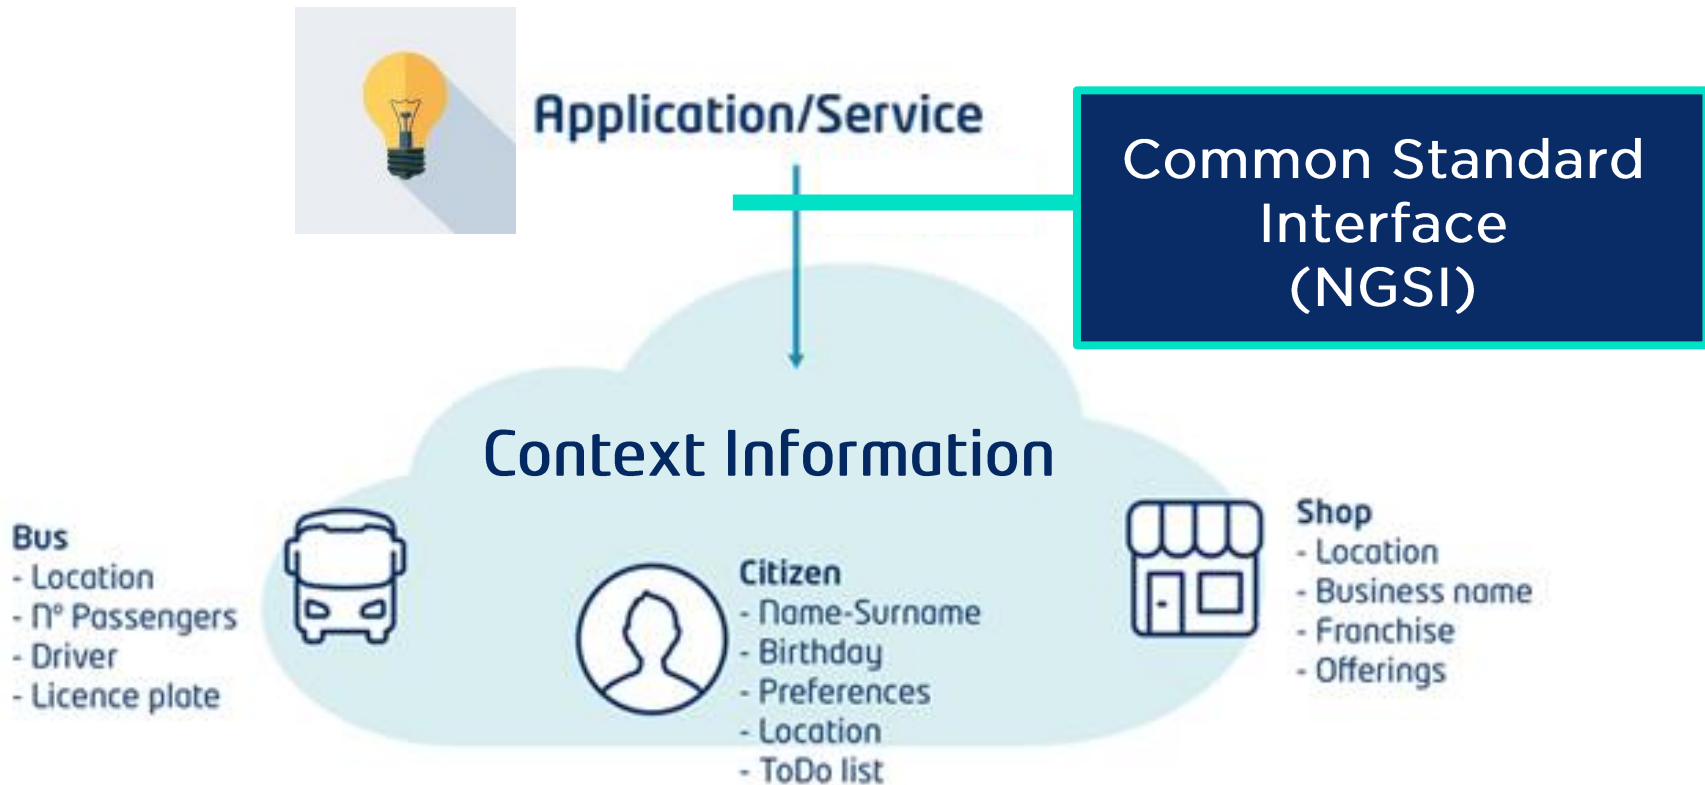 Application/Service
Common Standard
Interface
(NGSI)
Context Information
Bus
- Location
- Nº Passengers
- Driver
- Licence plate
Citizen
- Name-Surname
- Birthday
- Preferences
- Location
- ToDo list
Shop
- Location
- Business name
- Franchise
- Offerings